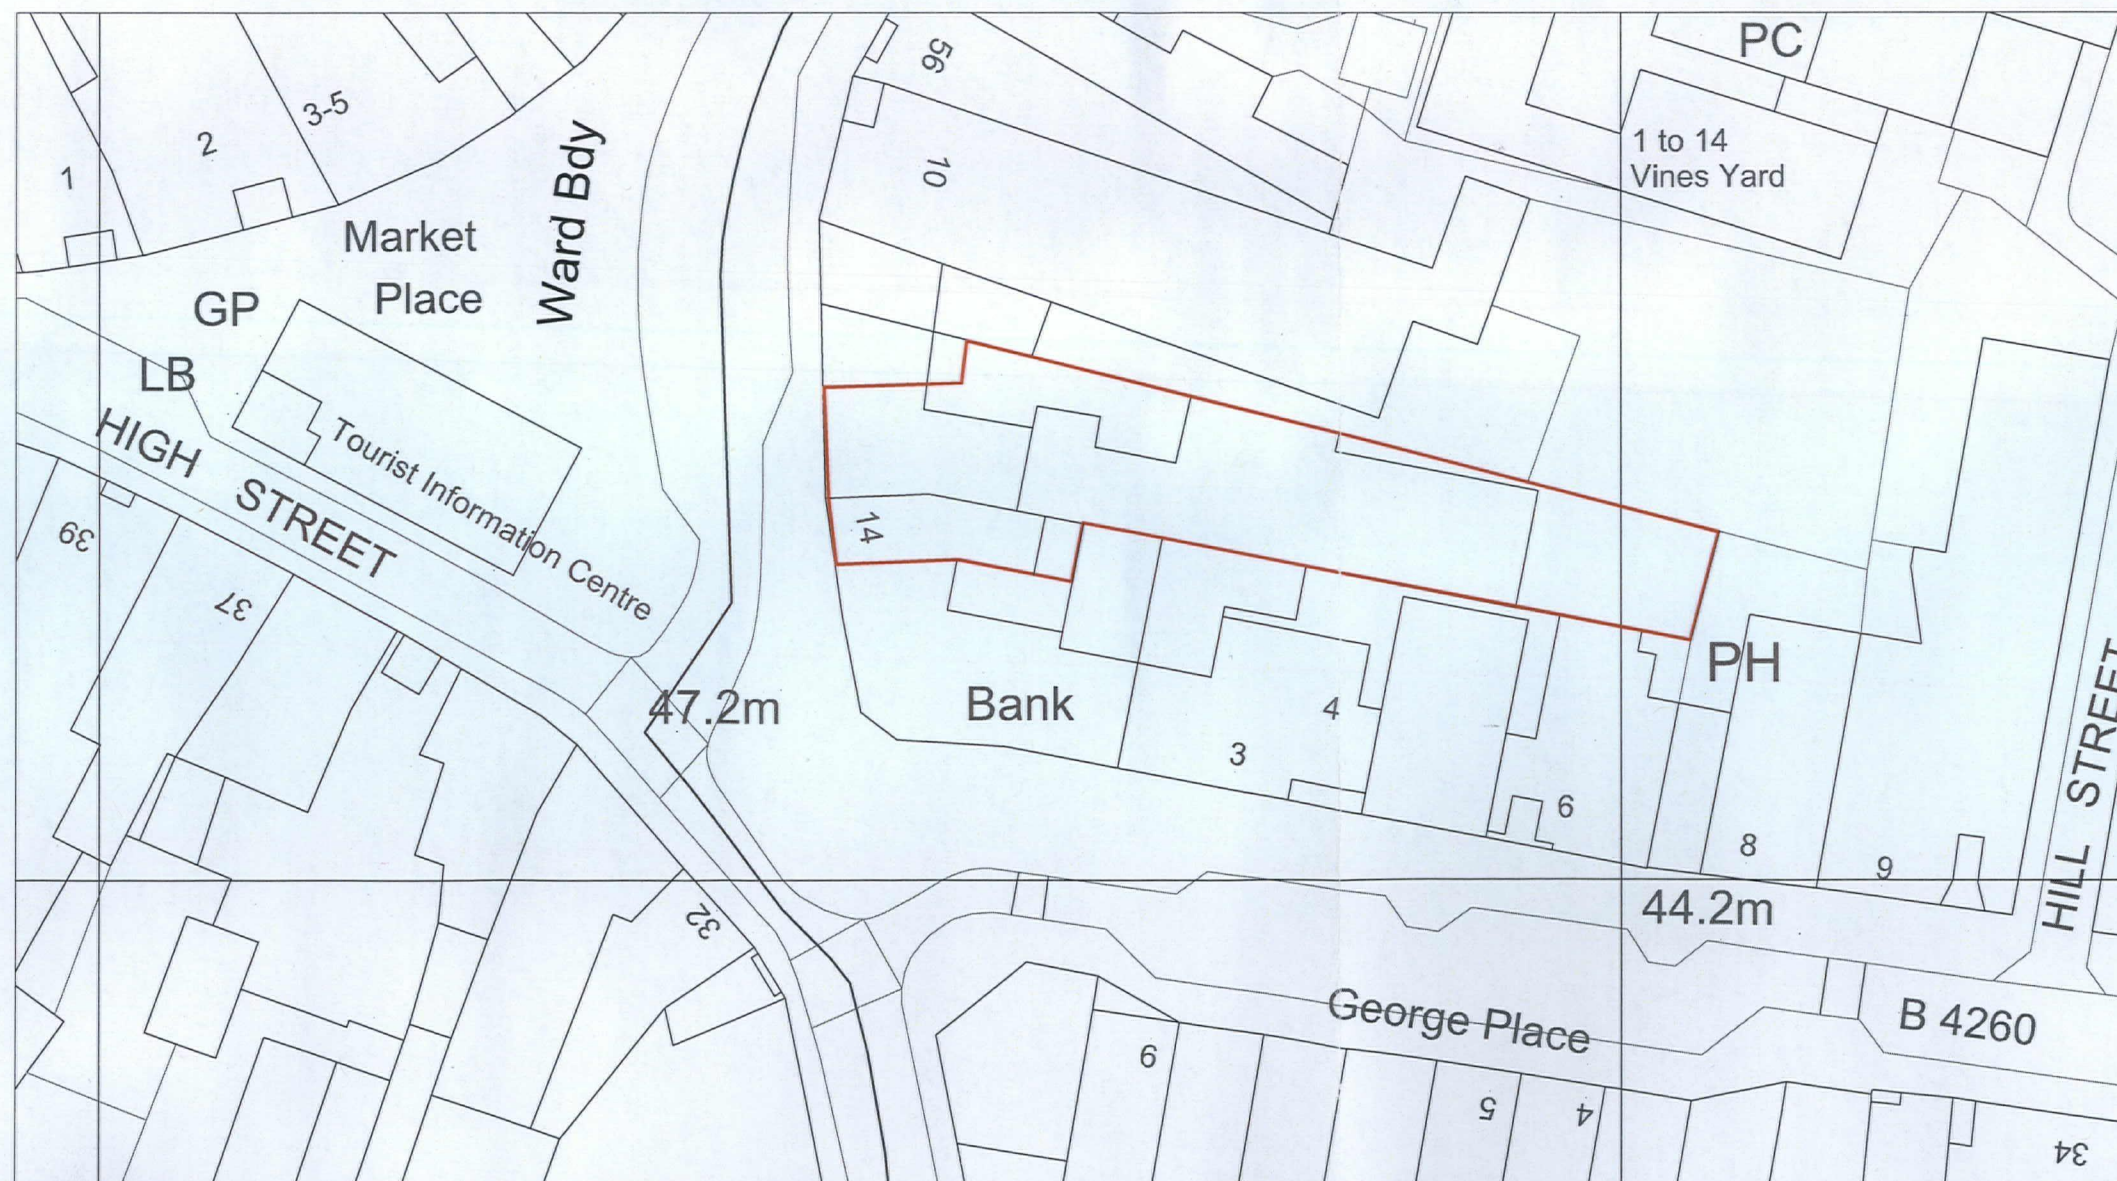 PC
56
3-5
2
1 to 14
Vines Yard
10
1
Ward Bdy
Market
Place
GP
LB
HIGH STREET
Tourist Information Centre
39
37
14
PH
47.2m
Bank
4
3
6
8
9
HILL STREET
44.2m
32
George Place
B 4260
6
5
4
34